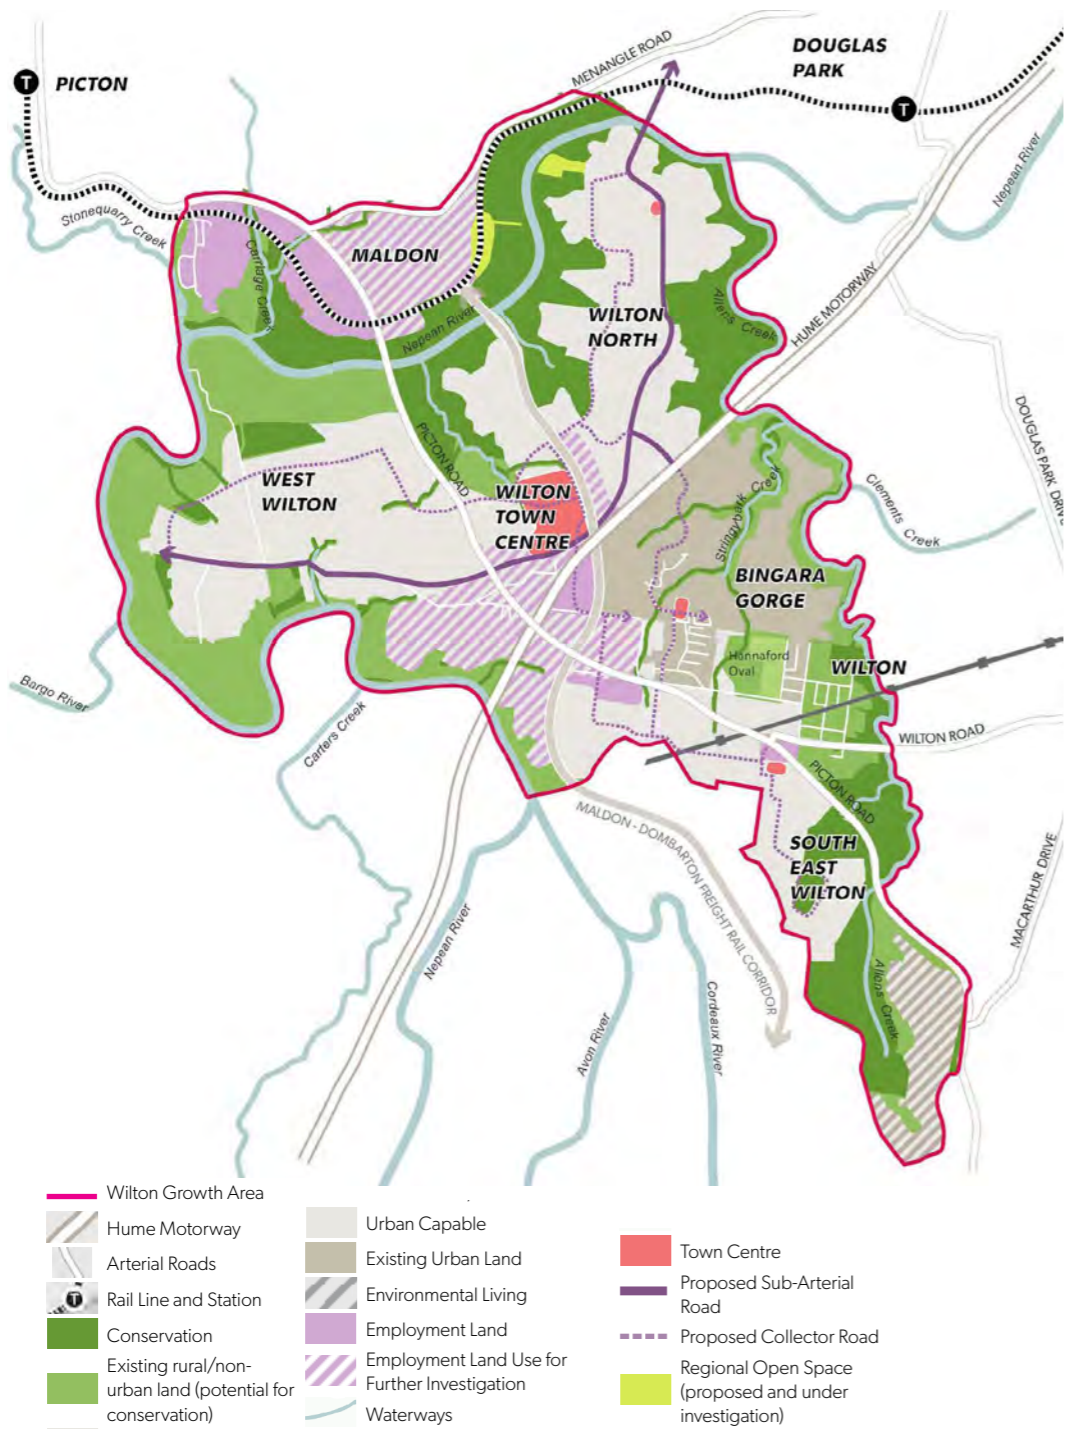 DOUGLAS
PARK
MENANGLE ROAD
T
PICTON
T
Nepean River
Stonequarry Creek
Carriage Creek
MALDON
HUME MOTORWAY
Allens Creek
WILTON
NORTH
Nepean River
DOUGLAS PARK DRIVE
PICTON ROAD
WEST
WILTON
WILTON
TOWN
CENTRE
Stringybark Creek
Clements Creek
BINGARA
GORGE
Hannaford
Oval
WILTON
Bargo River
Carters Creek
WILTON ROAD
PICTON ROAD
MALDON - DOMBARTON FREIGHT RAIL CORRIDOR
SOUTH
EAST
WILTON
MACARTHUR DRIVE
Nepean River
Allens Creek
Avon River
Cordeaux River
Wilton Growth Area
Hume Motorway
Arterial Roads
T
Rail Line and Station
Conservation
Existing rural/non-
urban land (potential for
conservation)
Urban Capable
Existing Urban Land
Environmental Living
Employment Land
Employment Land Use for
Further Investigation
Waterways
Town Centre
Proposed Sub-Arterial
Road
Proposed Collector Road
Regional Open Space
(proposed and under
investigation)